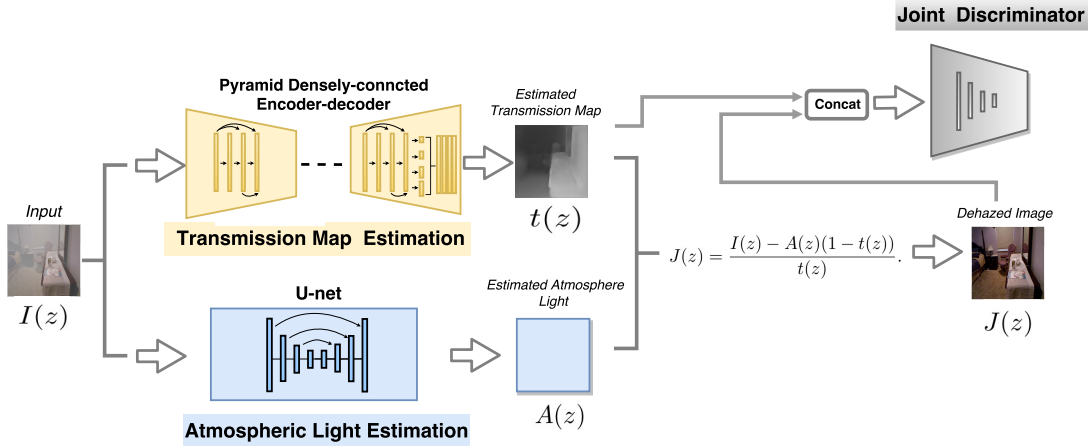 Joint Discriminator
Pyramid Densely-conncted
Encoder-decoder
Estimated
Transmission Map
Concat
Input
I(z)
Transmission Map Estimation
t(z)
Dehazed Image
J(z) = \frac{I(z) − A(z)(1 − t(z))}{t(z)}.
J(z)
U-net
Estimated Atmosphere
Light
A(z)
Atmospheric Light Estimation